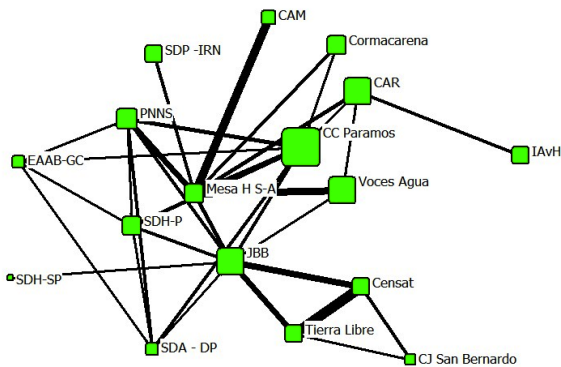 CAM
Cormacarena
SDP -IRN
CAR
PNNS
CC Paramos
IAvH
EAAB-GC
Mesa H S-A
Voces Agua
SDH-P
JBB
SDH-SP
Censat
Tierra Libre
SDA - DP
CJ San Bernardo